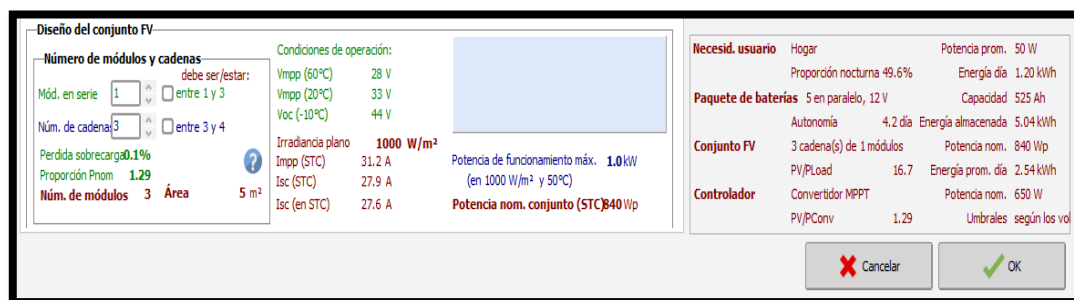 Diseño del conjunto FV
Número de módulos y cadenas
debe ser/estar:
Mód. en serie 1 entre 1 y 3
Núm. de cadenas 3 entre 3 y 4
Perdida sobrecarga 0.1%
Proporción Pnom 1.29
Núm. de módulos 3 Área 5 m²
Condiciones de operación:
Vmpp (60°C) 28 V
Vmpp (20°C) 33 V
Voc (-10°C) 44 V
Irradiancia plano 1000 W/m²
Impp (STC) 31.2 A
Isc (STC) 27.9 A
Isc (en STC) 27.6 A
Potencia de funcionamiento máx. 1.0 kW
(en 1000 W/m² y 50°C)
Potencia nom. conjunto (STC) 840 Wp
Necesid. usuario Hogar Potencia prom. 50 W
Proporción nocturna 49.6% Energía día 1.20 kWh
Paquete de baterías 5 en paralelo, 12 V Capacidad 525 Ah
Autonomía 4.2 día Energía almacenada 5.04 kWh
Conjunto FV 3 cadena(s) de 1 módulos Potencia nom. 840 Wp
PV/PLoad 16.7 Energía prom. día 2.54 kWh
Controlador Convertidor MPPT Potencia nom. 650 W
PV/PConv 1.29 Umbrales según los vol
Cancelar
OK